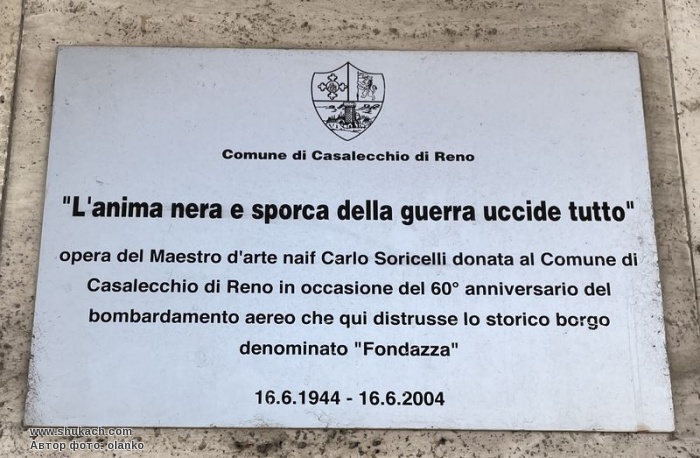 Comune di Casalecchio di Reno
"L'anima nera e sporca della guerra uccide tutto"
opera del Maestro d'arte naif Carlo Soricelli donata al Comune di
Casalecchio di Reno in occasione del 60° anniversario del
bombardamento aereo che qui distrusse lo storico borgo
denominato "Fondazza"
16.6.1944 - 16.6.2004
www.shukach.com
Автор фото: olanko